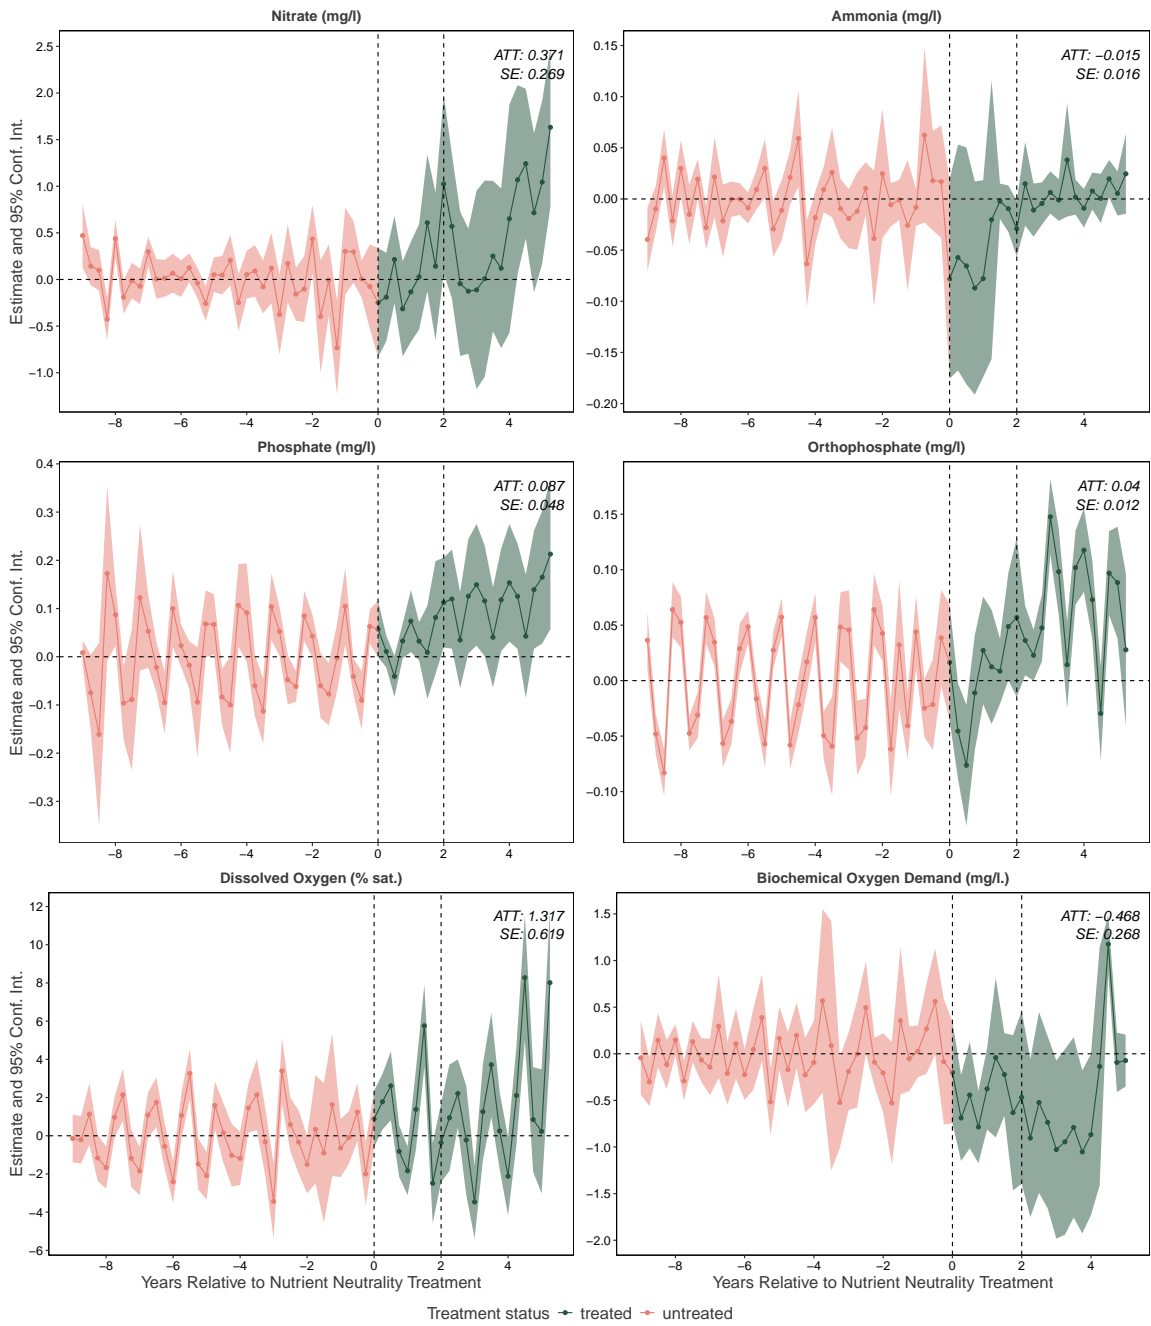 Nitrate (mg/l)
Estimate and 95% Conf. Int.
2.5
2.0
1.5
1.0
0.5
0.0
−0.5
−1.0
ATT: 0.371
SE: 0.269
−8 −6 −4 −2 0 2 4
Ammonia (mg/l)
0.15
0.10
0.05
0.00
−0.05
−0.10
−0.15
−0.20
ATT: −0.015
SE: 0.016
−8 −6 −4 −2 0 2 4
Phosphate (mg/l)
Estimate and 95% Conf. Int.
0.4
0.3
0.2
0.1
0.0
−0.1
−0.2
−0.3
ATT: 0.087
SE: 0.048
−8 −6 −4 −2 0 2 4
Orthophosphate (mg/l)
0.15
0.10
0.05
0.00
−0.05
−0.10
ATT: 0.04
SE: 0.012
−8 −6 −4 −2 0 2 4
Dissolved Oxygen (% sat.)
Estimate and 95% Conf. Int.
12
10
8
6
4
2
0
−2
−4
−6
ATT: 1.317
SE: 0.619
−8 −6 −4 −2 0 2 4
Years Relative to Nutrient Neutrality Treatment
Biochemical Oxygen Demand (mg/l.)
1.5
1.0
0.5
0.0
−0.5
−1.0
−1.5
−2.0
ATT: −0.468
SE: 0.268
−8 −6 −4 −2 0 2 4
Years Relative to Nutrient Neutrality Treatment
Treatment status treated untreated